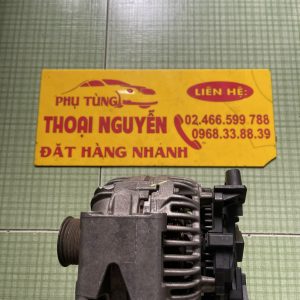 PHỤ TÙNG
THOẠI NGUYỄN
ĐẶT HÀNG NHANH
LIÊN HỆ:
02.466.599.788
0968.33.88.39